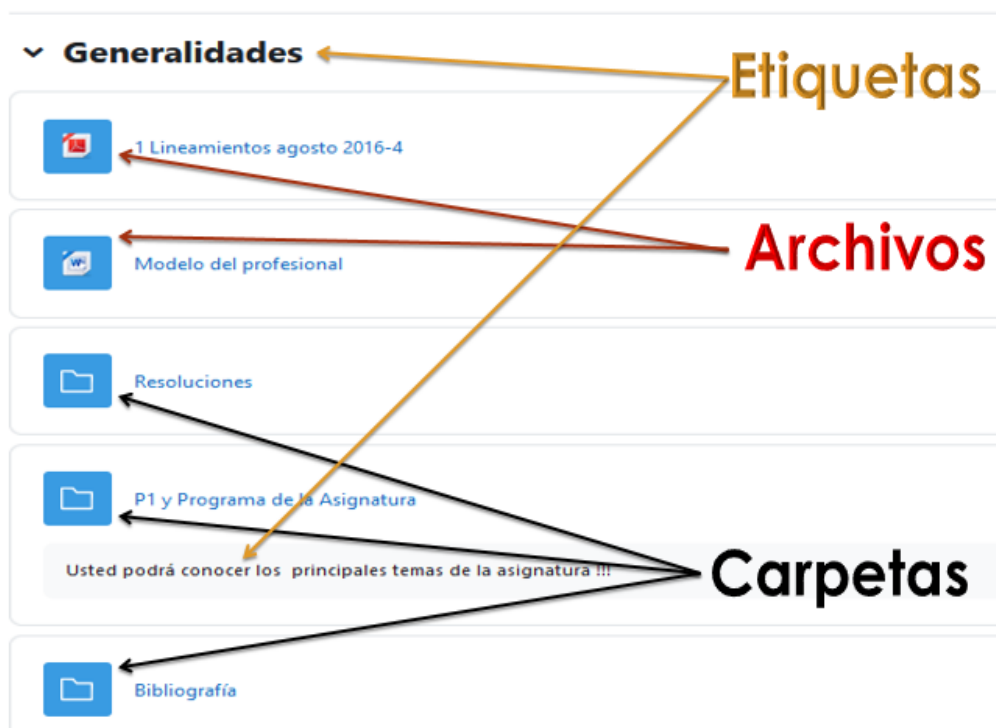 Generalidades
Etiquetas
1 Lineamientos agosto 2016-4
Archivos
Modelo del profesional
Resoluciones
P1 y Programa de la Asignatura
Usted podrá conocer los principales temas de la asignatura !!!
Carpetas
Bibliografía